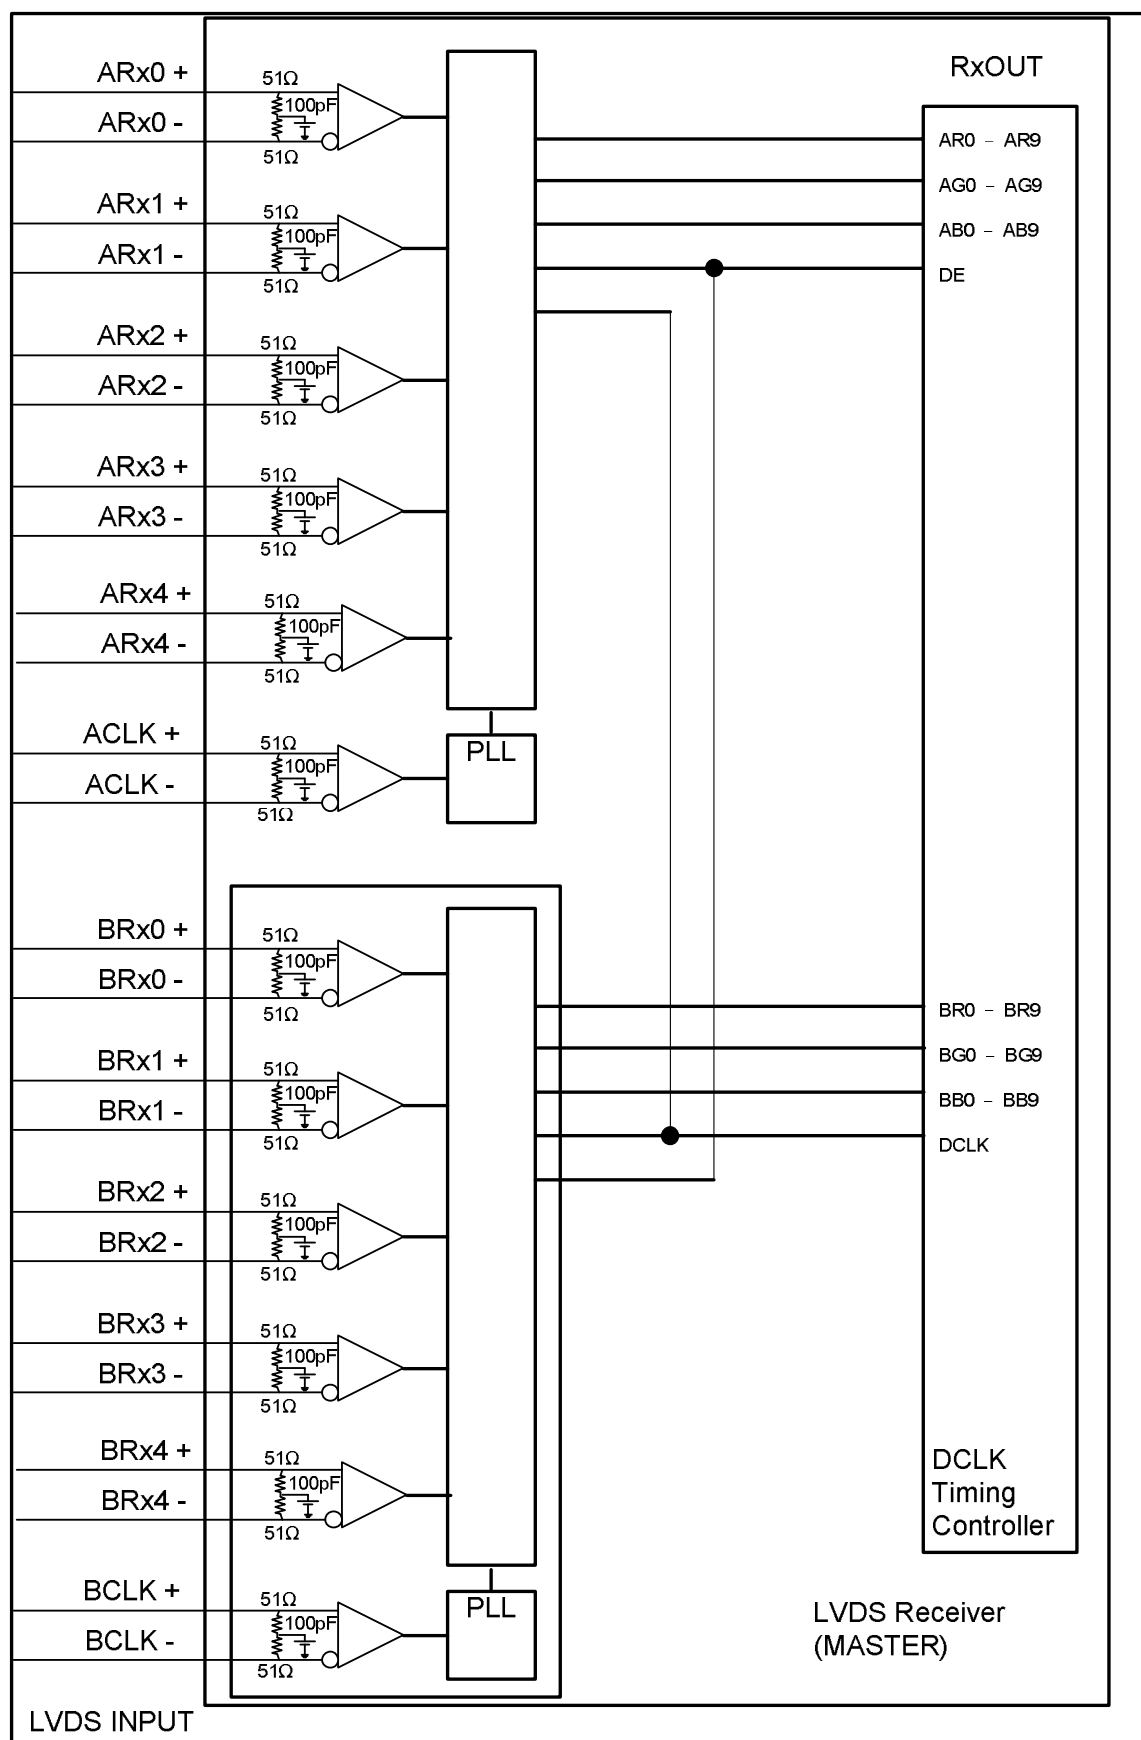 RxOUT
ARx0 +
51Ω
100pF
ARx0 -
51Ω
AR0 - AR9
AG0 - AG9
ARx1 +
51Ω
100pF
ARx1 -
51Ω
AB0 - AB9
DE
ARx2 +
51Ω
100pF
ARx2 -
51Ω
ARx3 +
51Ω
100pF
ARx3 -
51Ω
ARx4 +
51Ω
100pF
ARx4 -
51Ω
ACLK +
51Ω
100pF
PLL
ACLK -
51Ω
BRx0 +
51Ω
100pF
BRx0 -
51Ω
BR0 - BR9
BG0 - BG9
BRx1 +
51Ω
100pF
BRx1 -
51Ω
BB0 - BB9
DCLK
BRx2 +
51Ω
100pF
BRx2 -
51Ω
BRx3 +
51Ω
100pF
BRx3 -
51Ω
BRx4 +
51Ω
100pF
BRx4 -
51Ω
DCLK
Timing
Controller
BCLK +
51Ω
100pF
PLL
BCLK -
51Ω
LVDS Receiver
(MASTER)
LVDS INPUT